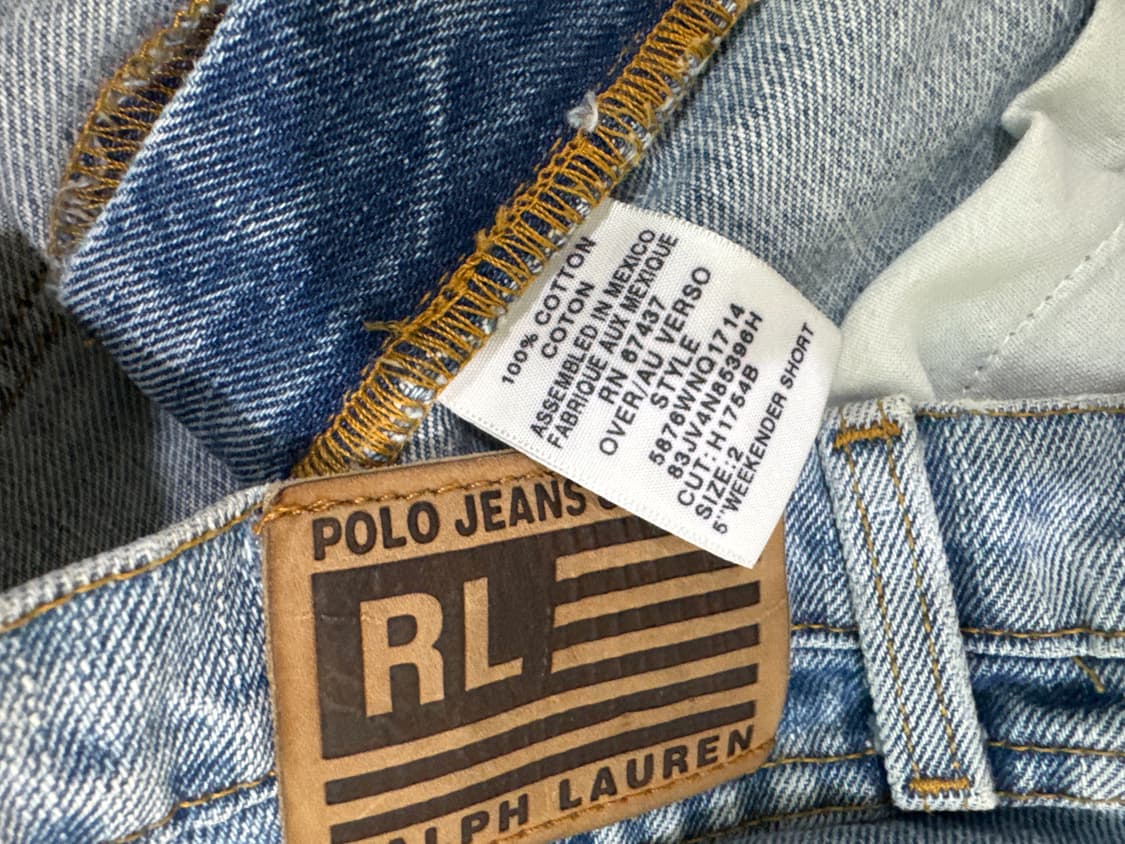 100% COTTON
COTON
ASSEMBLED IN MEXICO
FABRIQUE AUX MEXIQUE
RN 67437
OVER/AU VERSO
STYLE
5876WNQ1714
83JV4N85396H
CUT: H1754B
SIZE:2
5"WEEKENDER SHORT
POLO JEANS
RL
RALPH LAUREN